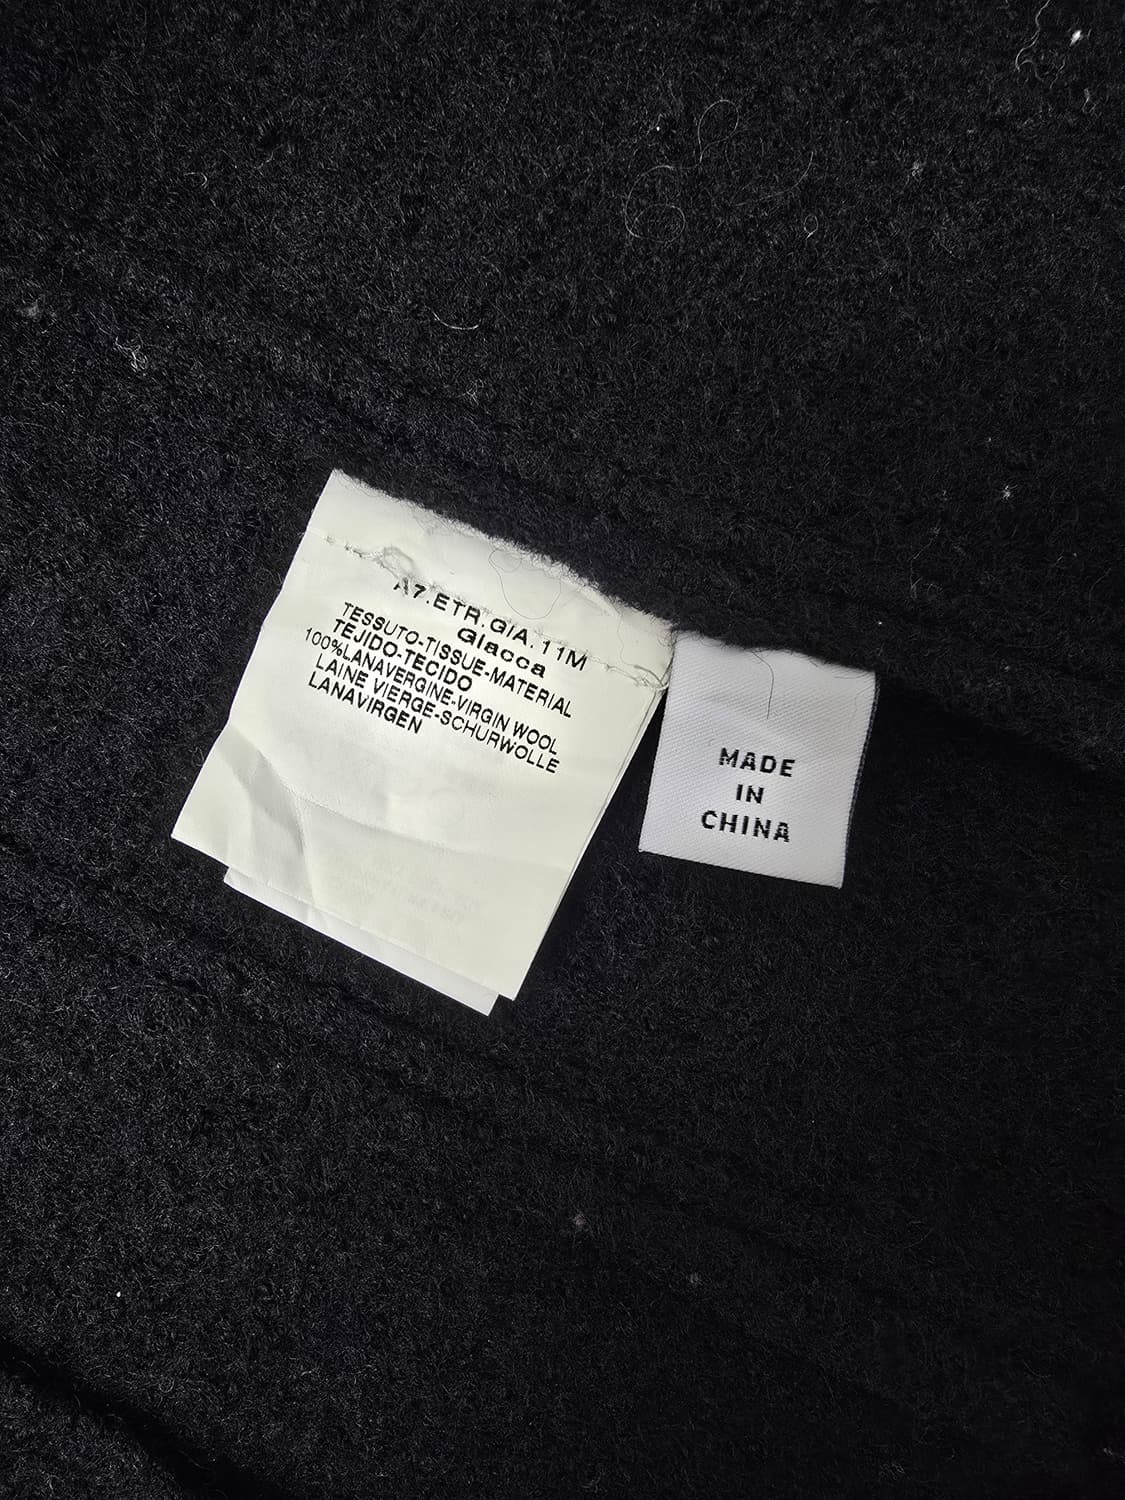 A7.ETR.GIA.11M
Giacca
TESSUTO-TISSUE-MATERIAL
TEJIDO-TECIDO
100%LANAVERGINE-VIRGIN WOOL
LAINE VIERGE-SCHURWOLLE
LANAVIRGEN
MADE
IN
CHINA